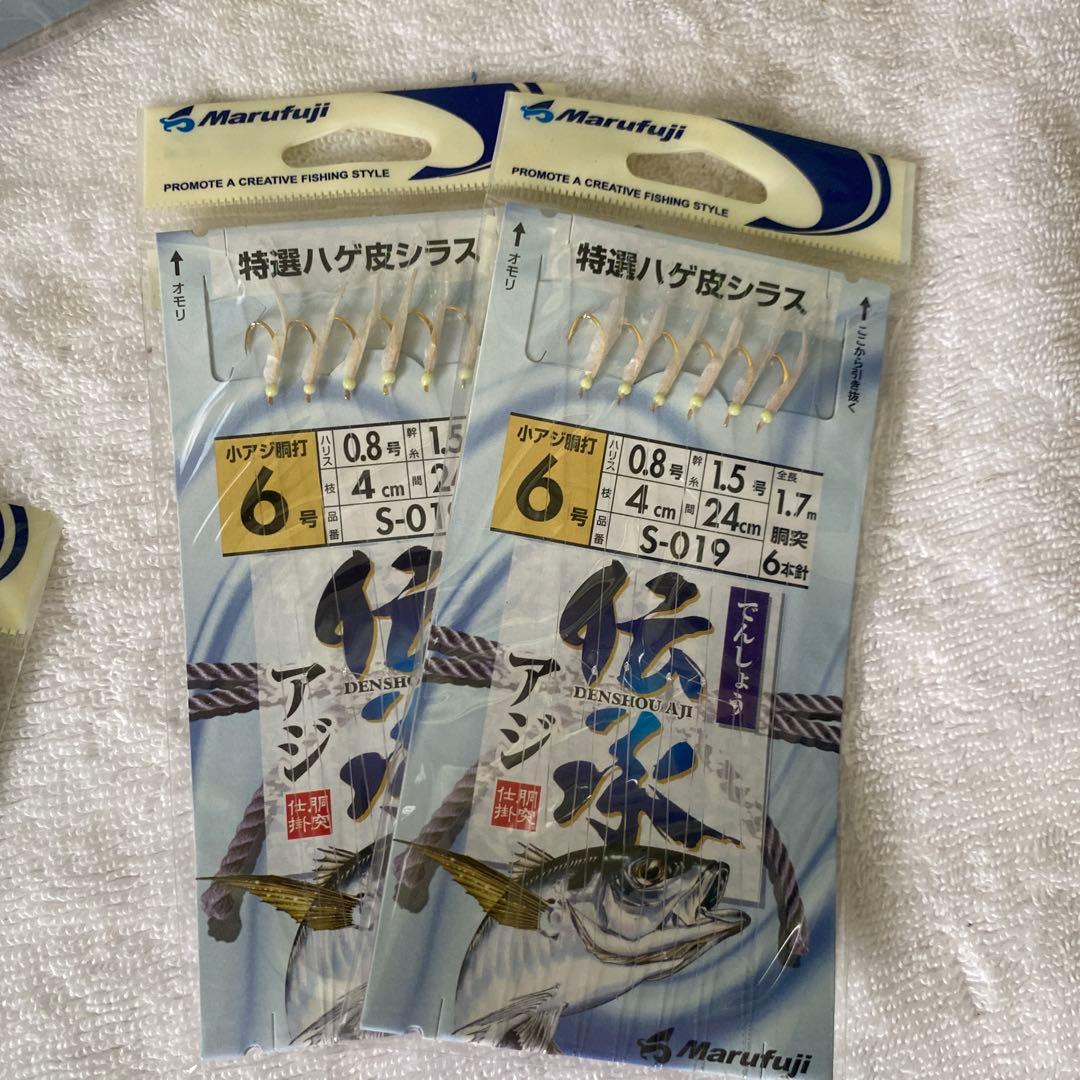 Marufuji
PROMOTE A CREATIVE FISHING STYLE
オモリ
特選ハゲ皮シラス
小アジ胴打
6号
ハリス
0.8号
幹糸
1.5
枝
4cm
間
品番
S-01
伝
DENSHOU
アジ
胴突
仕掛
Marufuji
PROMOTE A CREATIVE FISHING STYLE
オモリ
特選ハゲ皮シラス
ここから引き抜く
小アジ胴打
6号
ハリス
0.8号
幹糸
1.5号
全長
1.7m
枝
4cm
間
24cm
胴突
6本針
品番
S-019
でんしょう
伝承
DENSHOU AJI
アジ
胴突
仕掛
Marufuji